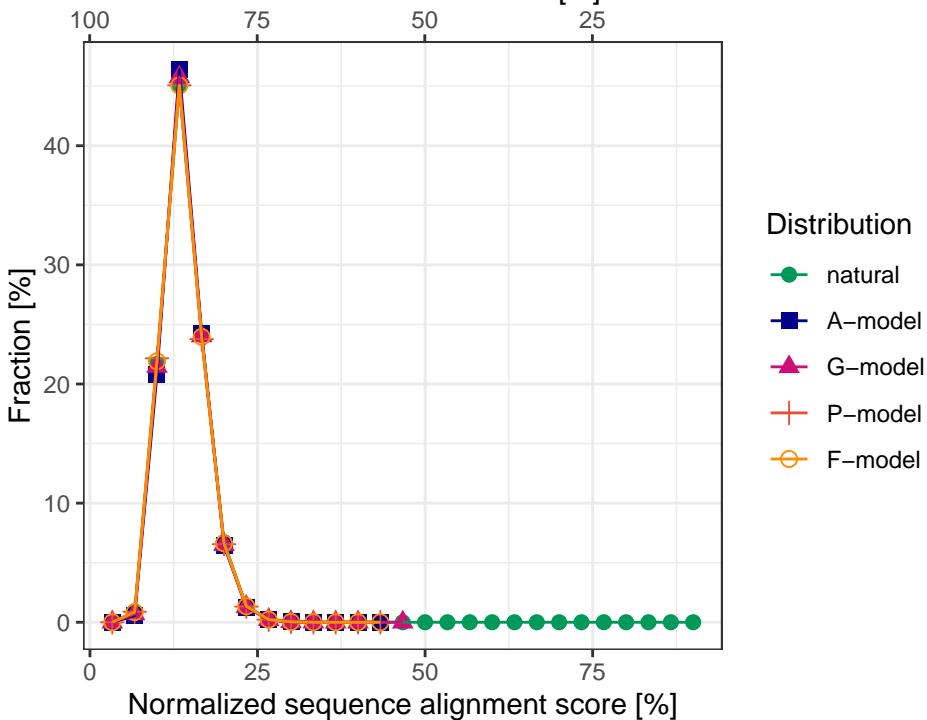 100 75 50 25
Fraction [%]
40
30
20
10
0
0 25 50 75
Normalized sequence alignment score [%]
Distribution
natural
A−model
G−model
P−model
F−model